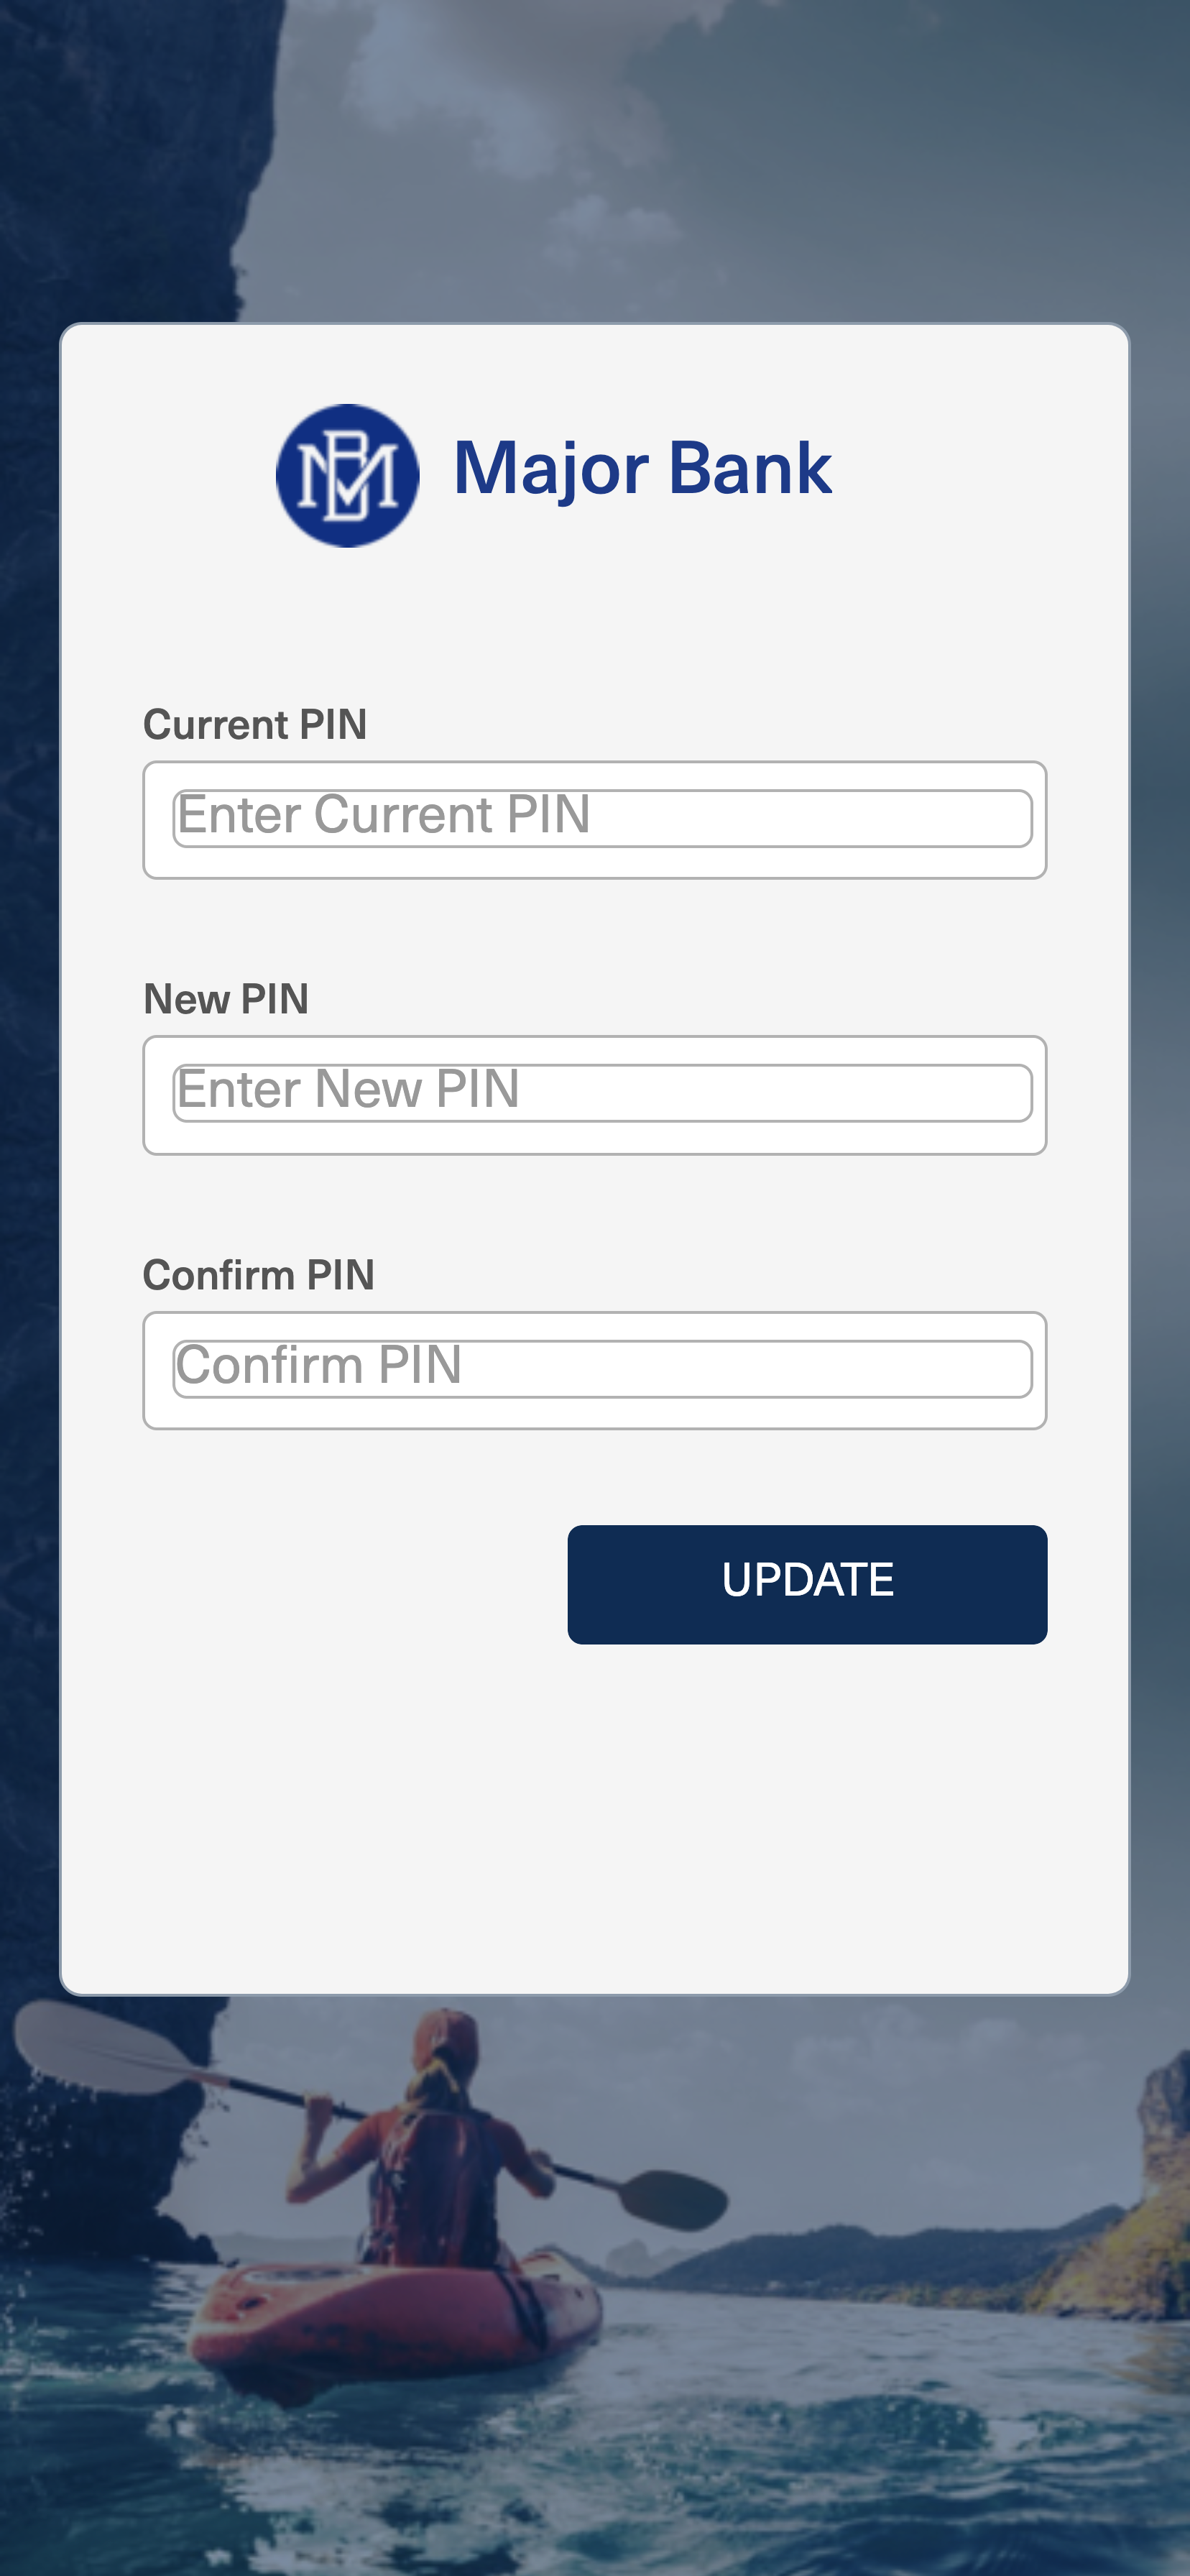 MB
Major Bank
Current PIN
Enter Current PIN
New PIN
Enter New PIN
Confirm PIN
Confirm PIN
UPDATE